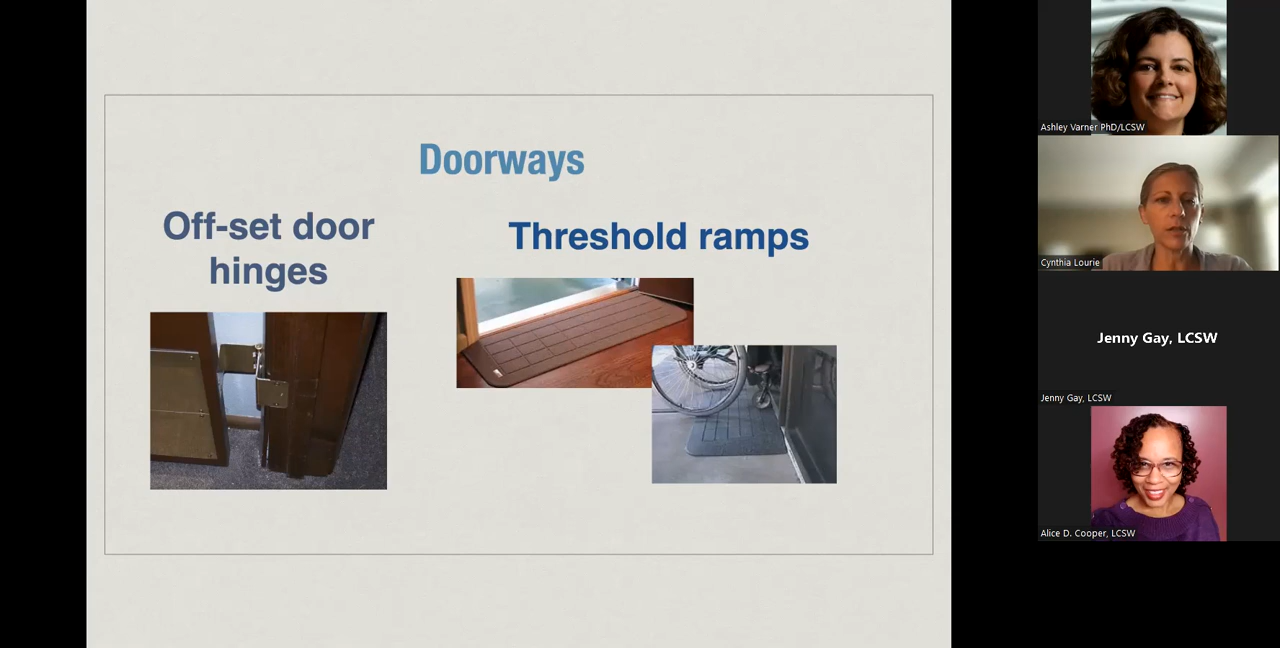 Doorways
Off-set door
hinges
Threshold ramps
Ashley Varner PhD/LCSW
Cynthia Lourie
Jenny Gay, LCSW
Jenny Gay, LCSW
Alice D. Cooper, LCSW